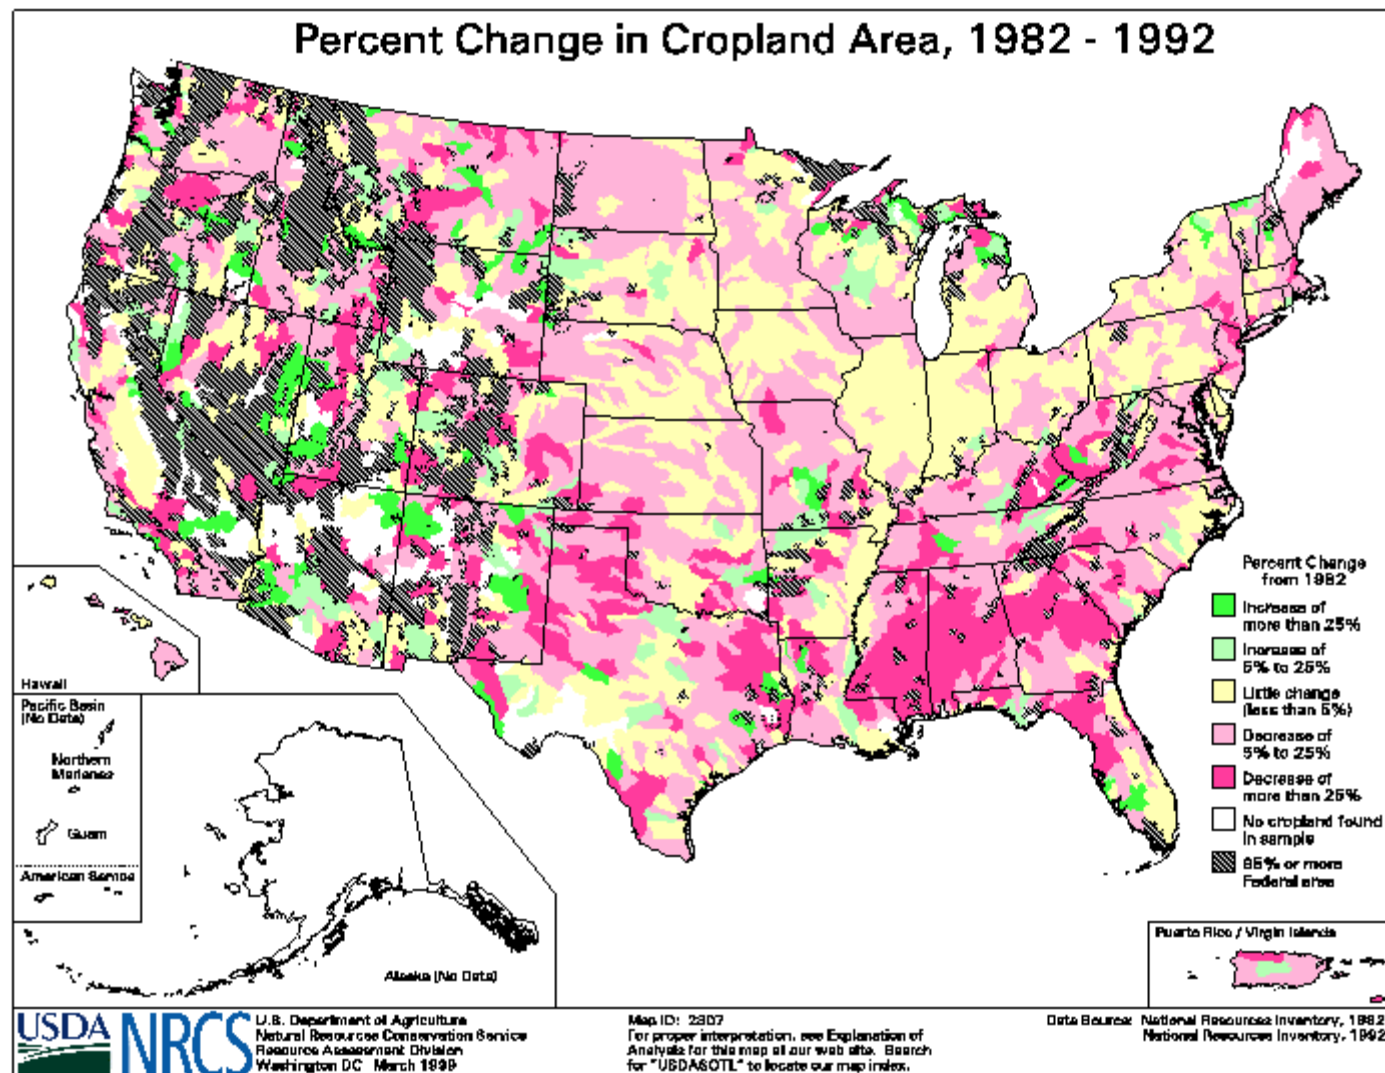 Percent Change in Cropland Area, 1982 - 1992
Percent Change
from 1982
Increase of
more than 25%
Increase of
5% to 25%
Little change
(less than 5%)
Decrease of
5% to 25%
Decrease of
more than 25%
No cropland found
in sample
95% or more
Federal area
Hawaii
Pacific Basin
(No Data)
Northern
Marianas
Guam
American Samoa
Alaska (No Data)
Puerto Rico / Virgin Islands
USDA
NRCS
U.S. Department of Agriculture
Natural Resources Conservation Service
Resource Assessment Division
Washington DC March 1999
Map ID: 2807
For proper interpretation, see Explanation of
Analysis for this map at our web site. Search
for "USDASOTL" to locate our map index.
Data Source: National Resources Inventory, 1982
National Resources Inventory, 1992